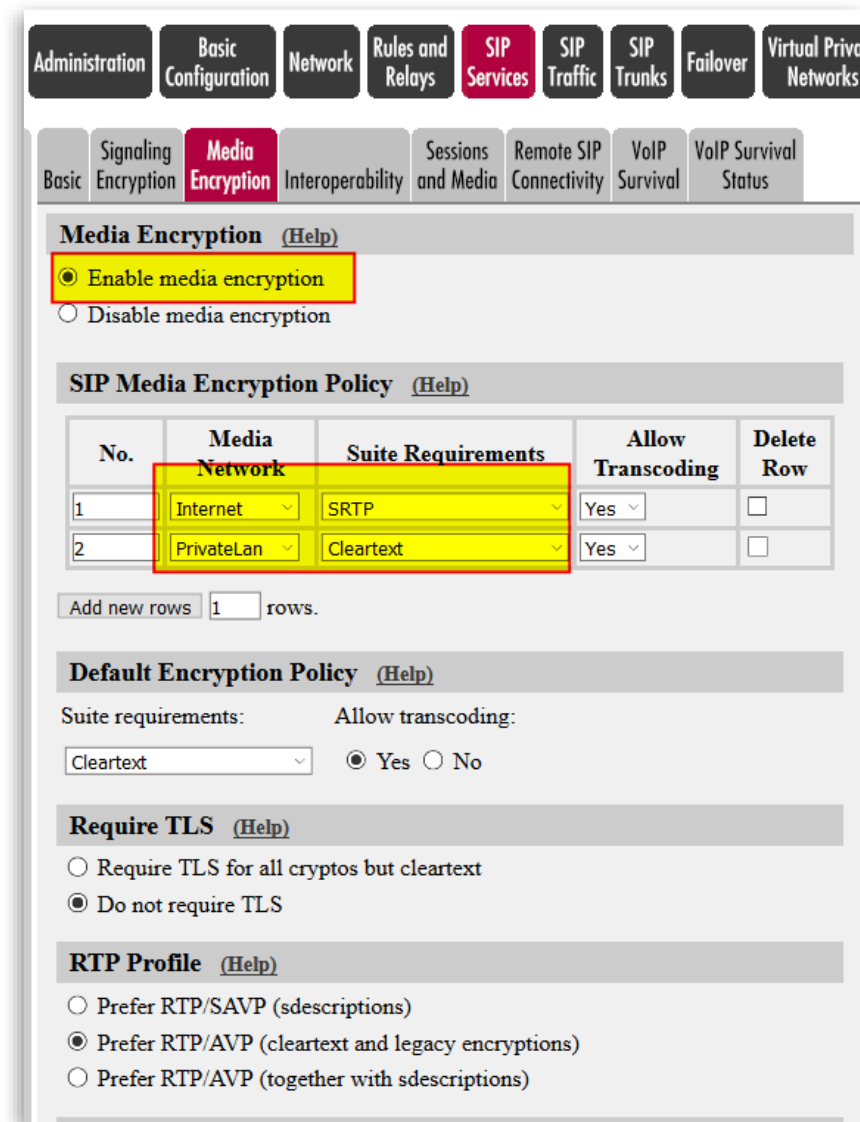 Administration
Basic Configuration
Network
Rules and Relays
SIP Services
SIP Traffic
SIP Trunks
Failover
Virtual Priva
Networks
Basic
Signaling Encryption
Media Encryption
Interoperability
Sessions and Media
Remote SIP Connectivity
VoIP Survival
VoIP Survival Status
Media Encryption (Help)
Enable media encryption
Disable media encryption
SIP Media Encryption Policy (Help)
No. Media Network Suite Requirements Allow Transcoding Delete Row
1 Internet SRTP Yes
2 PrivateLan Cleartext Yes
Add new rows 1 rows.
Default Encryption Policy (Help)
Suite requirements: Allow transcoding:
Cleartext Yes No
Require TLS (Help)
Require TLS for all cryptos but cleartext
Do not require TLS
RTP Profile (Help)
Prefer RTP/SAVP (sdescriptions)
Prefer RTP/AVP (cleartext and legacy encryptions)
Prefer RTP/AVP (together with sdescriptions)